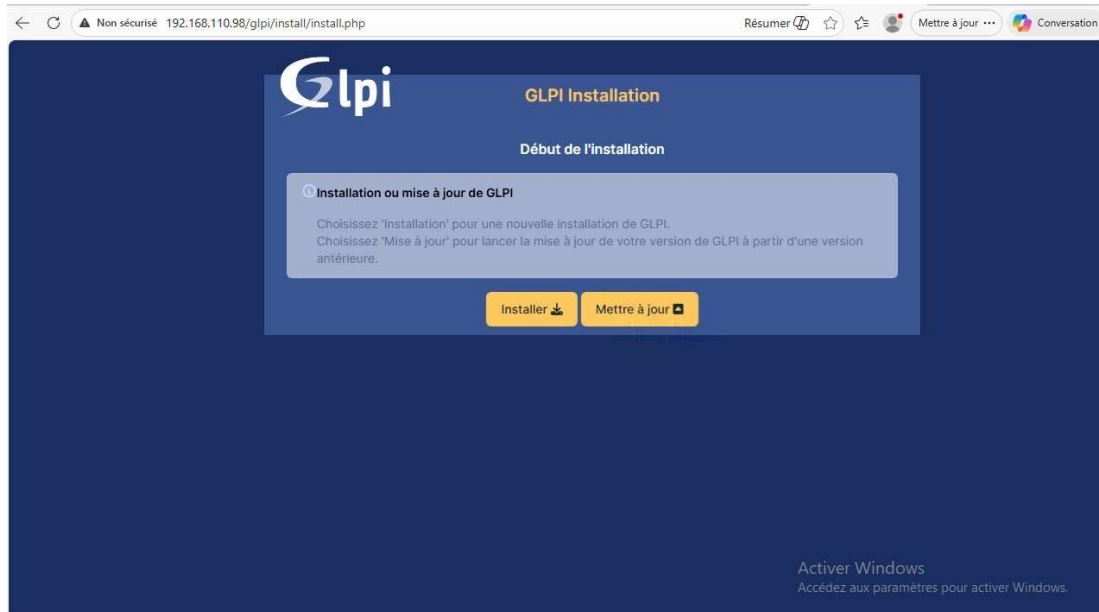 Non sécurisé 192.168.110.98/glpi/install/install.php Résumer Mettre à jour ... Conversation
Glpi
GLPI Installation
Début de l'installation
Installation ou mise à jour de GLPI
Choisissez 'Installation' pour une nouvelle installation de GLPI.
Choisissez 'Mise à jour' pour lancer la mise à jour de votre version de GLPI à partir d'une version
antérieure.
Installer Mettre à jour
Activer Windows
Accédez aux paramètres pour activer Windows.